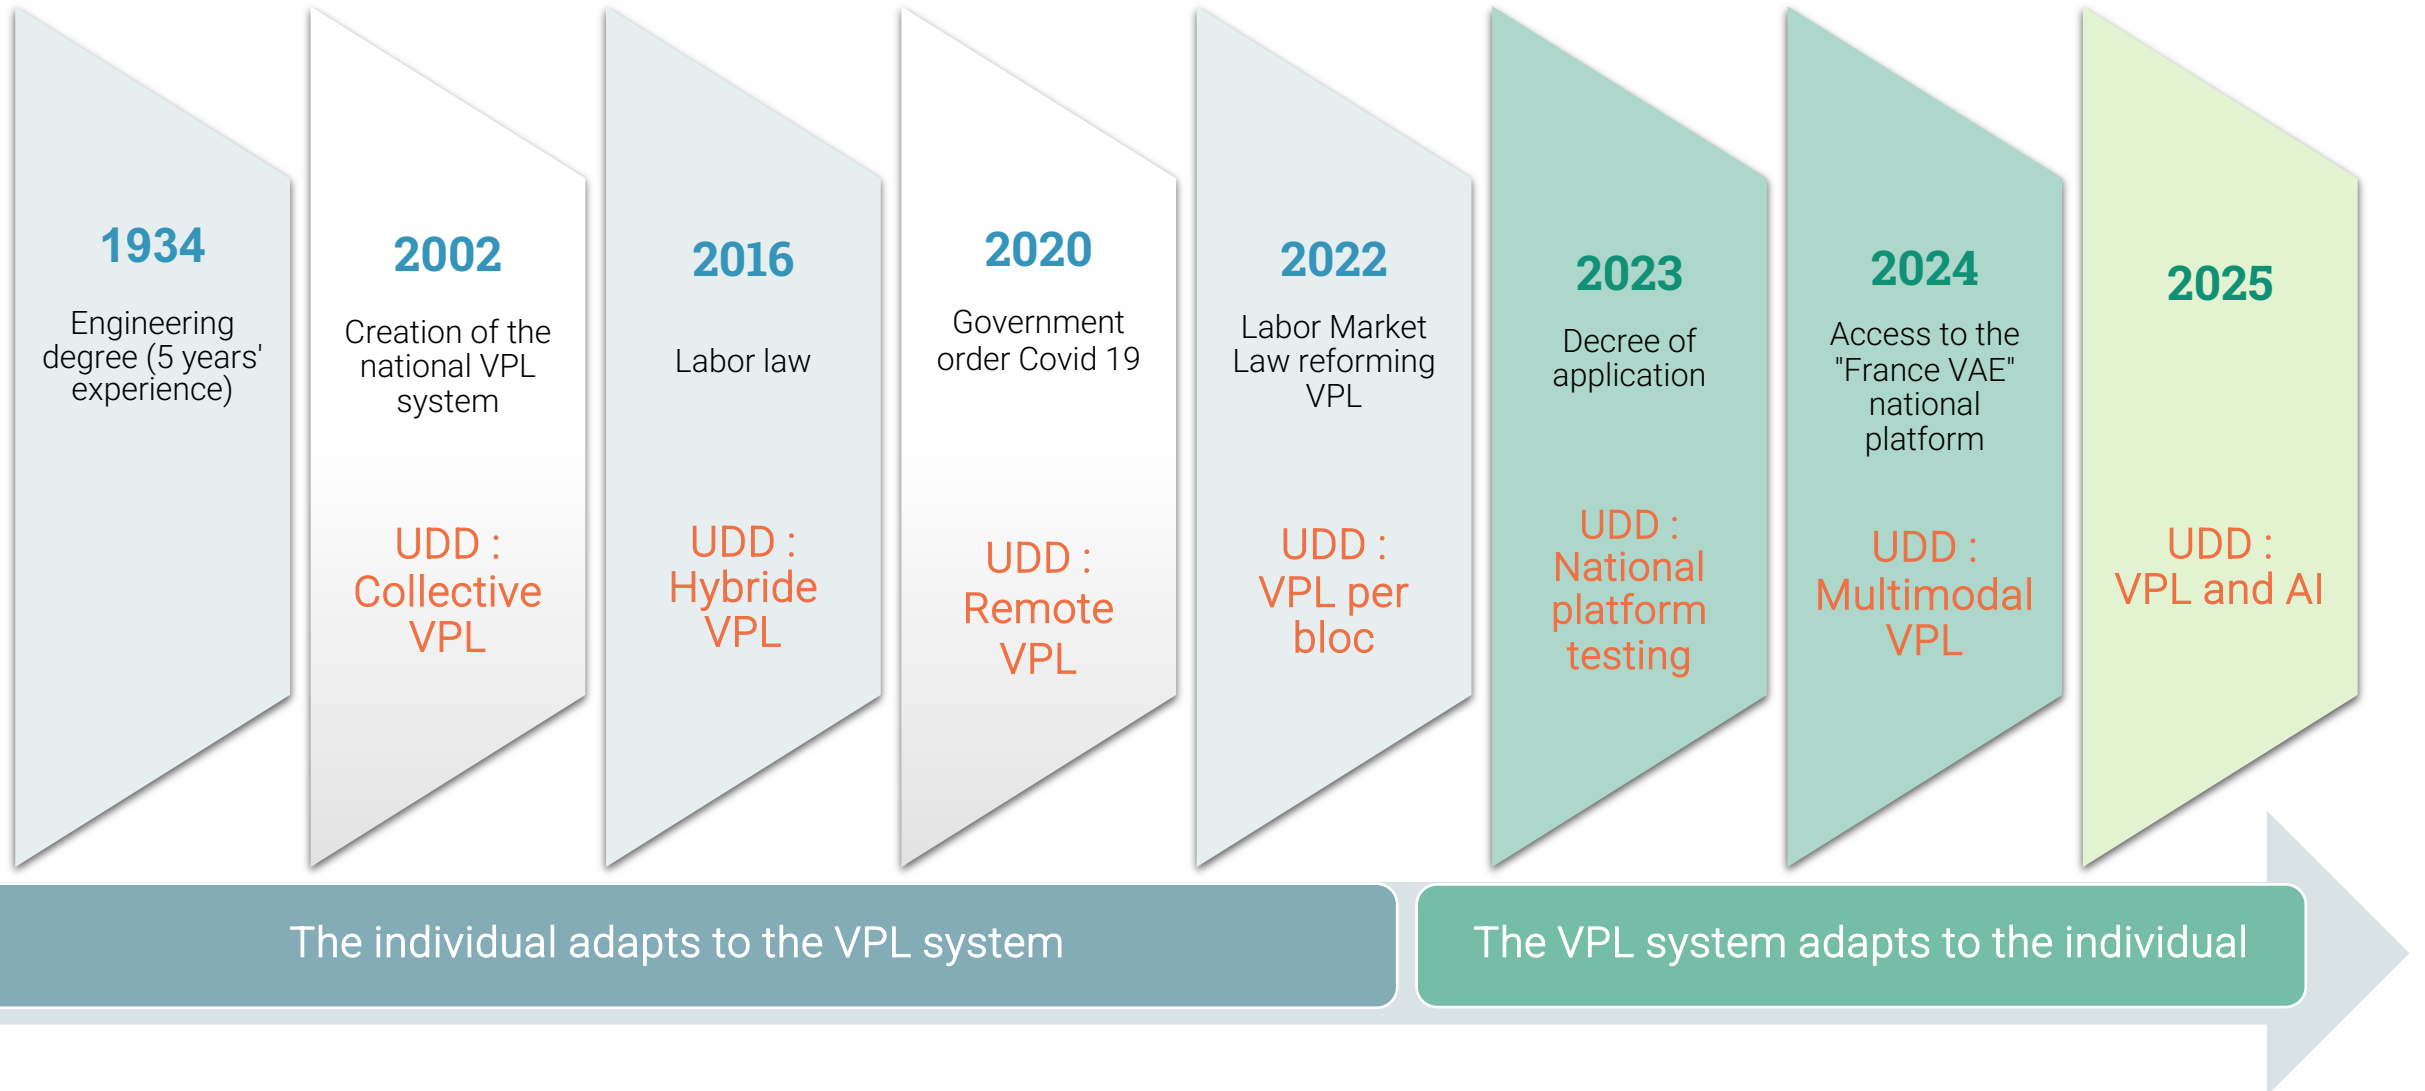 1934
Engineering
degree (5 years'
experience)
2002
Creation of the
national VPL
system
UDD :
Collective
VPL
2016
Labor law
UDD :
Hybride
VPL
2020
Government
order Covid 19
UDD :
Remote
VPL
2022
Labor Market
Law reforming
VPL
UDD :
VPL per
bloc
2023
Decree of
application
UDD :
National
platform
testing
2024
Access to the
"France VAE"
national
platform
UDD :
Multimodal
VPL
2025
UDD :
VPL and AI
The individual adapts to the VPL system
The VPL system adapts to the individual